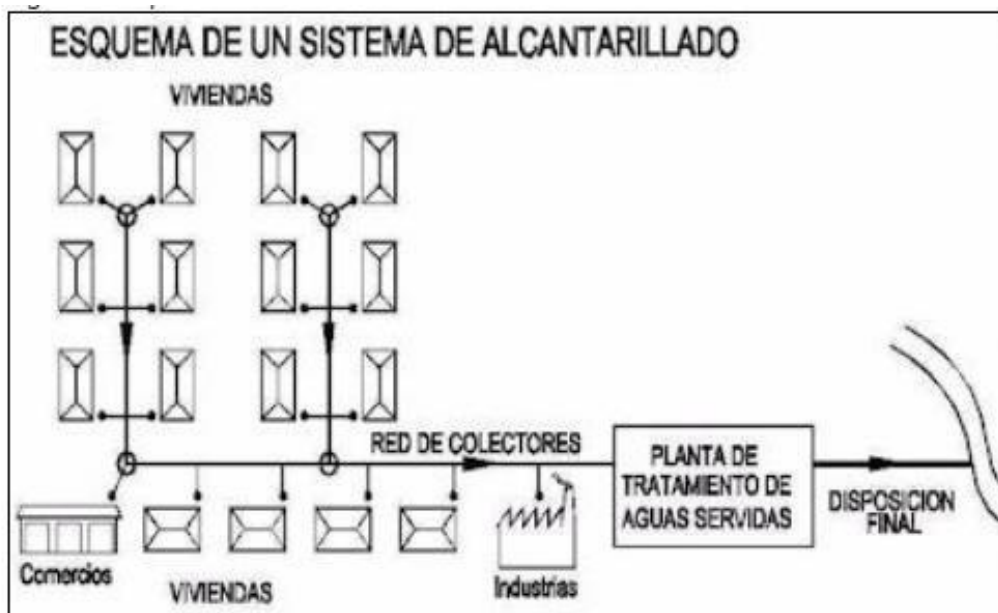 ESQUEMA DE UN SISTEMA DE ALCANTARILLADO
VIVIENDAS
RED DE COLECTORES
PLANTA DE
TRATAMIENTO DE
AGUAS SERVIDAS
DISPOSICION
FINAL
Comercios
VIVIENDAS
Industrias